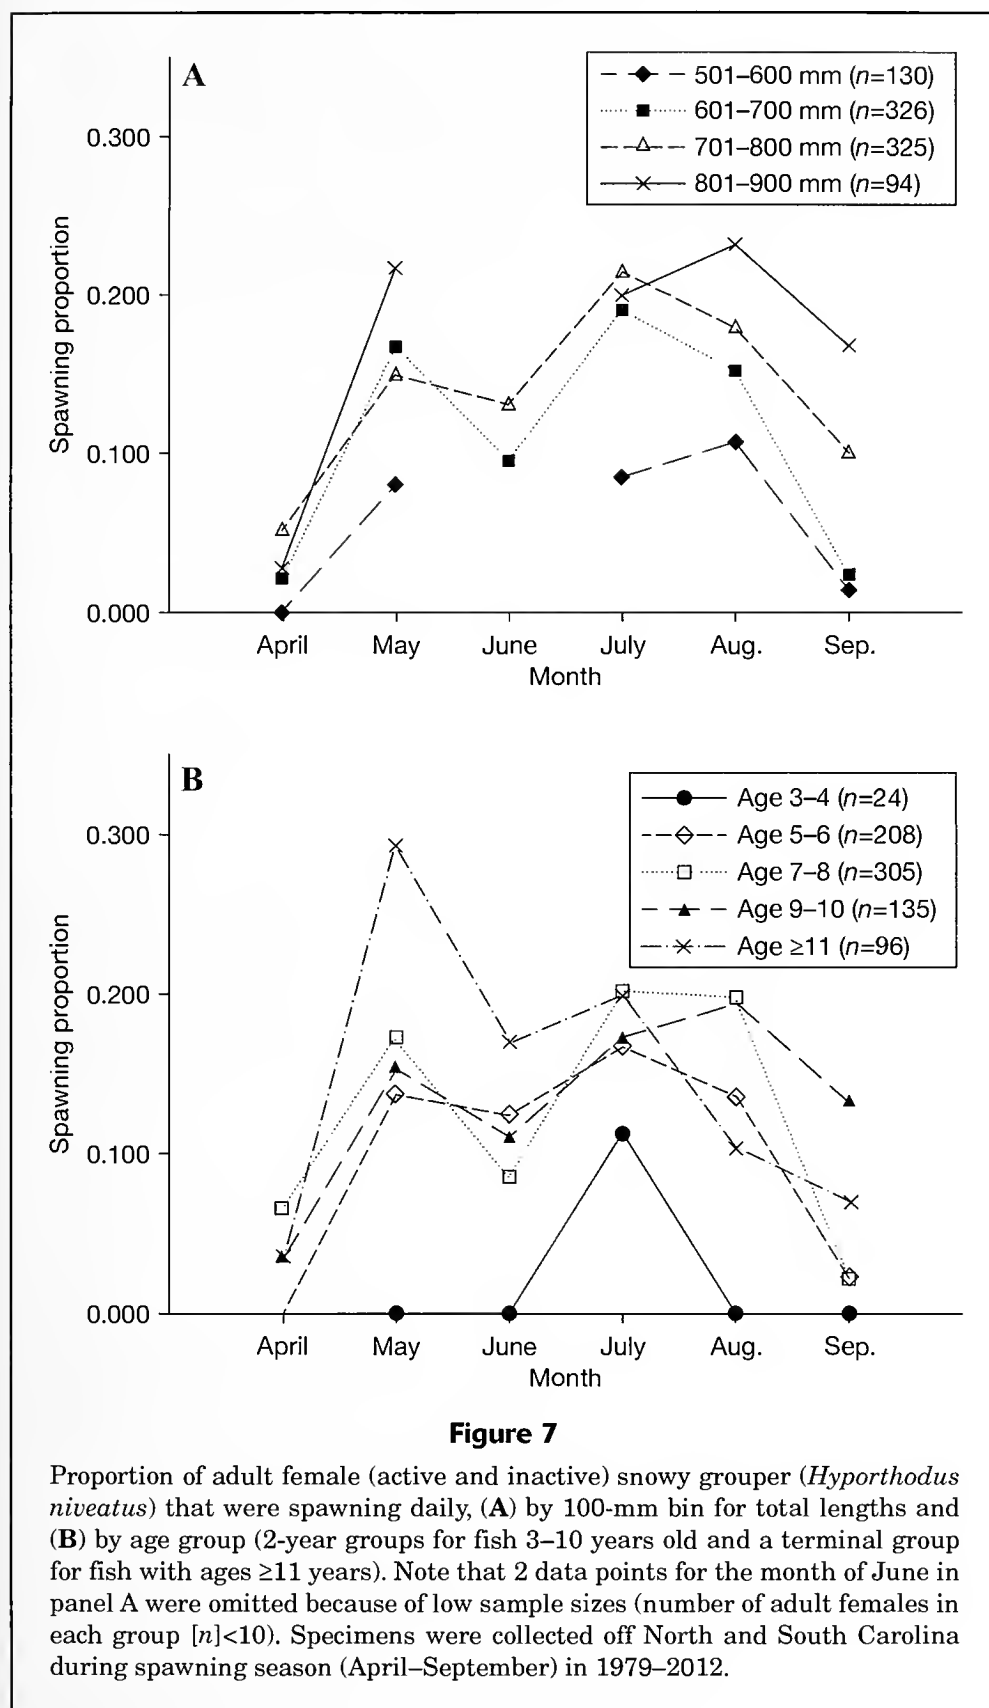 A
501–600 mm (n=130)
601–700 mm (n=326)
701–800 mm (n=325)
801–900 mm (n=94)
0.300
0.200
0.100
0.000
Spawning proportion
April May June July Aug. Sep.
Month
B
Age 3–4 (n=24)
Age 5–6 (n=208)
Age 7–8 (n=305)
Age 9–10 (n=135)
Age ≥11 (n=96)
0.300
0.200
0.100
0.000
Spawning proportion
April May June July Aug. Sep.
Month
Figure 7
Proportion of adult female (active and inactive) snowy grouper (Hyporthodus
niveatus) that were spawning daily, (A) by 100-mm bin for total lengths and
(B) by age group (2-year groups for fish 3–10 years old and a terminal group
for fish with ages ≥11 years). Note that 2 data points for the month of June in
panel A were omitted because of low sample sizes (number of adult females in
each group [n]<10). Specimens were collected off North and South Carolina
during spawning season (April–September) in 1979–2012.